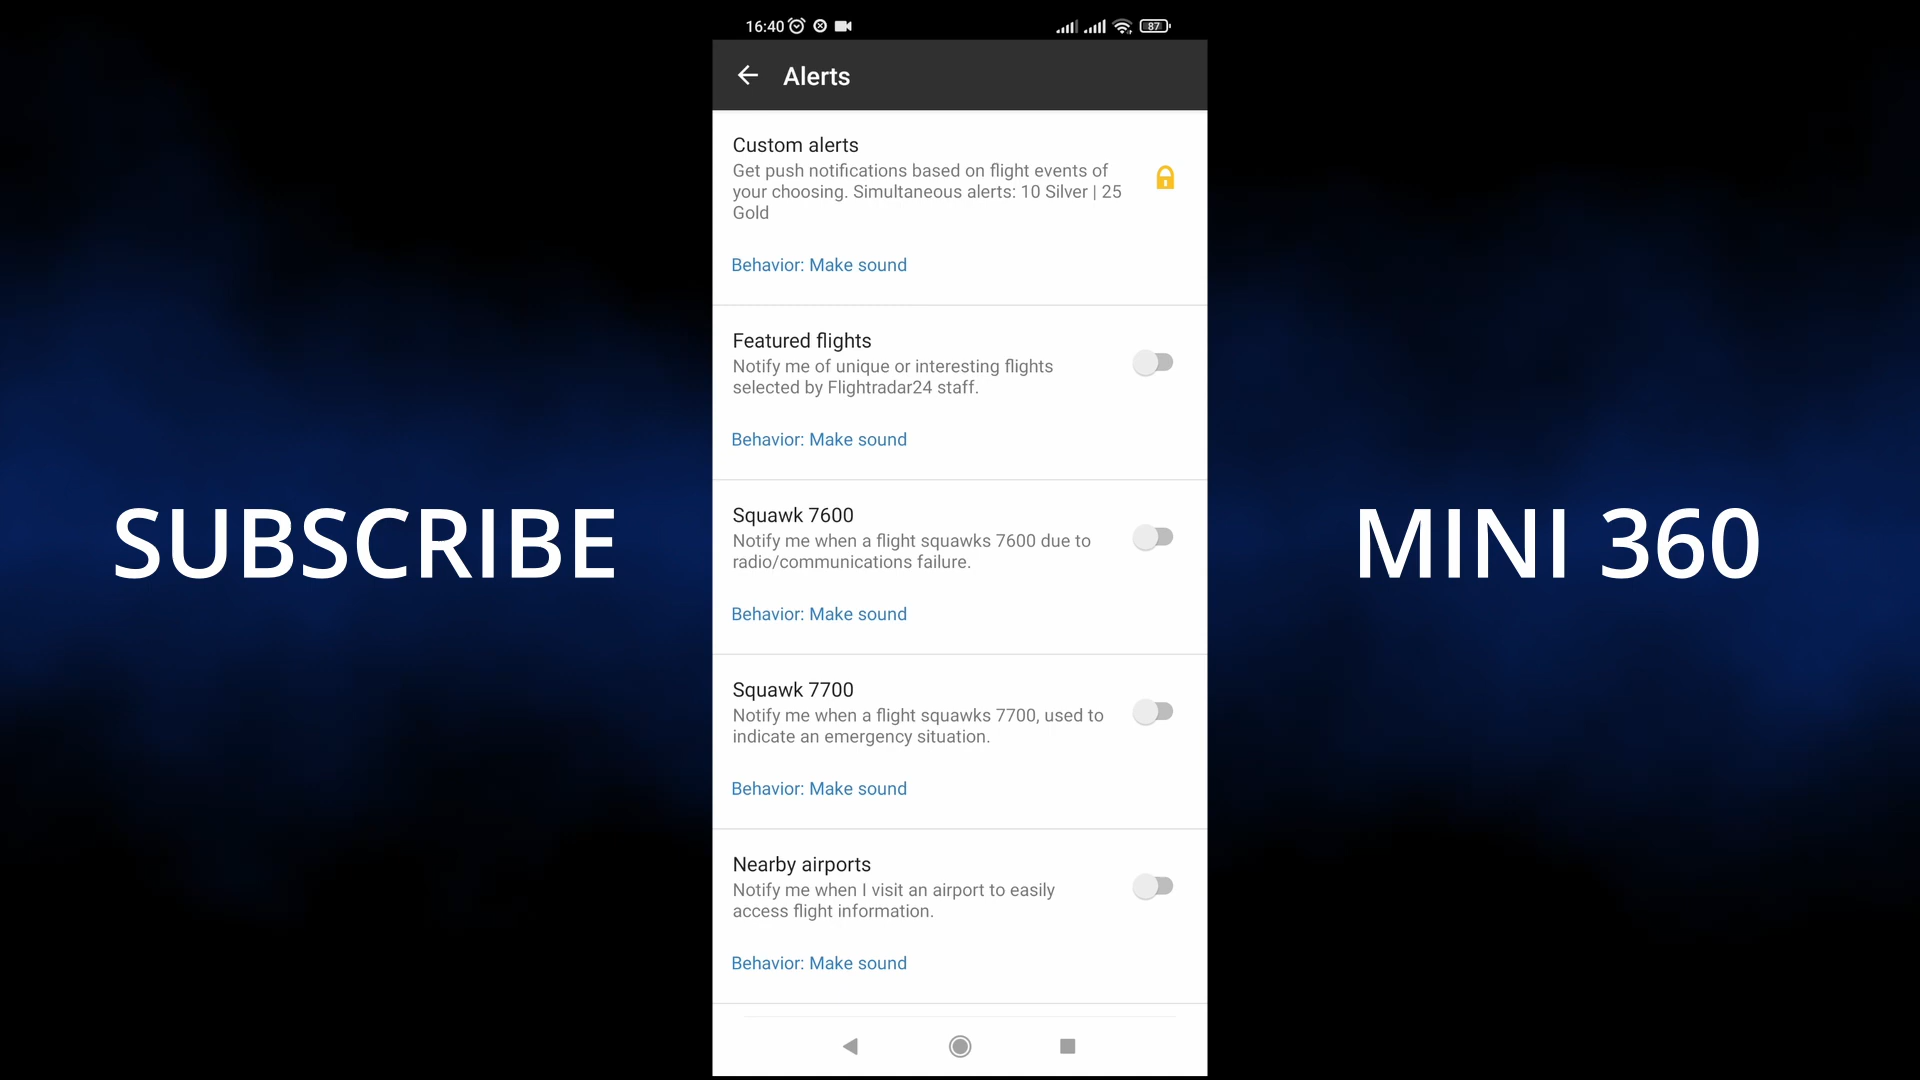 16:40
87
Alerts
Custom alerts
Get push notifications based on flight events of
your choosing. Simultaneous alerts: 10 Silver | 25
Gold
Behavior: Make sound
Featured flights
Notify me of unique or interesting flights
selected by Flightradar24 staff.
Behavior: Make sound
SUBSCRIBE
MINI 360
Squawk 7600
Notify me when a flight squawks 7600 due to
radio/communications failure.
Behavior: Make sound
Squawk 7700
Notify me when a flight squawks 7700, used to
indicate an emergency situation.
Behavior: Make sound
Nearby airports
Notify me when I visit an airport to easily
access flight information.
Behavior: Make sound